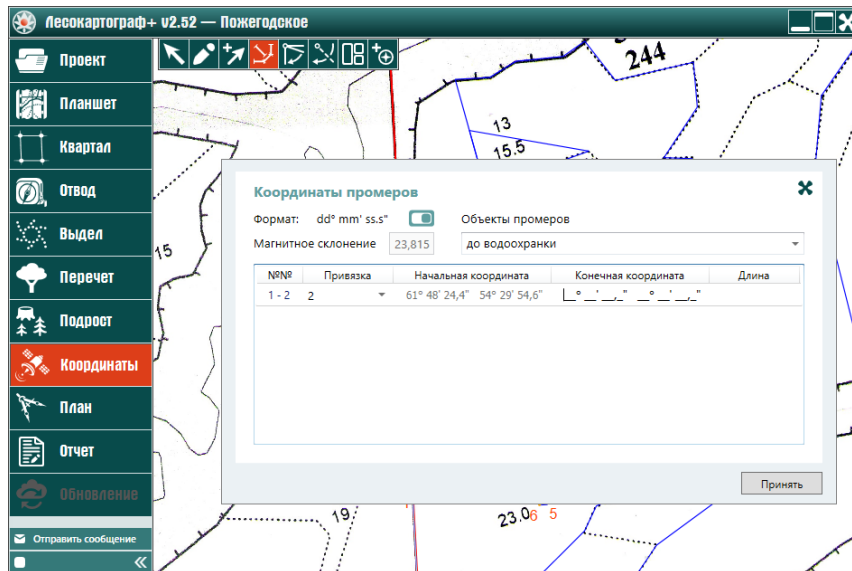 Лесокартограф+ v2.52 — Пожегодское
Проект
Планшет
Квартал
Отвод
Выдел
Перечет
Подрост
Координаты
План
Отчет
Обновление
Отправить сообщение
244
13
15.5
15
Координаты промеров
Формат: dd° mm' ss.s" Объекты промеров
Магнитное склонение 23,815 до водоохранки
№№ Привязка Начальная координата Конечная координата Длина
1 - 2 2 61° 48' 24,4" 54° 29' 54,6" __° __' __,_" __° __' __,_"
Принять
19
23.0
6 5